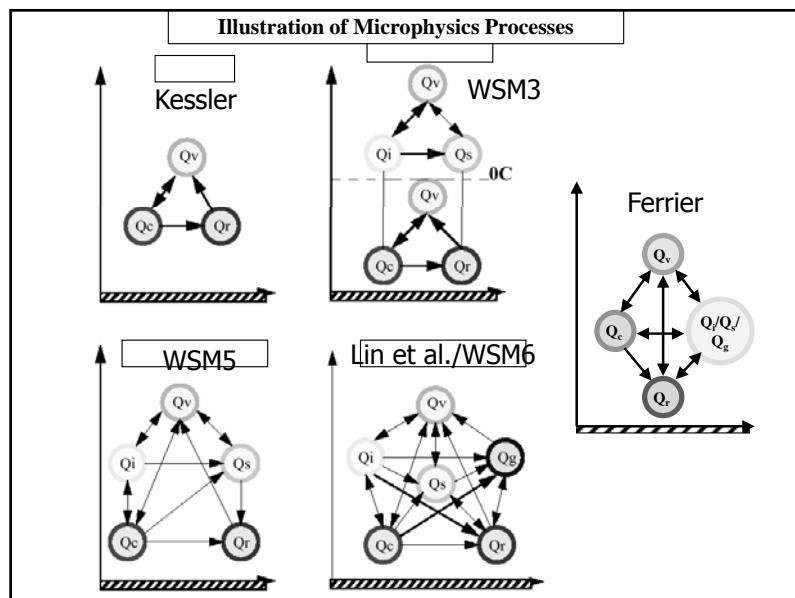 Illustration of Microphysics Processes
Kessler
Qv
Qc
Qr
WSM3
Qv
Qi
Qs
0C
Qv
Qc
Qr
Ferrier
Qv
Qc
Qi/Qs/
Qg
Qr
WSM5
Qv
Qi
Qs
Qc
Qr
Lin et al./WSM6
Qv
Qi
Qg
Qs
Qc
Qr